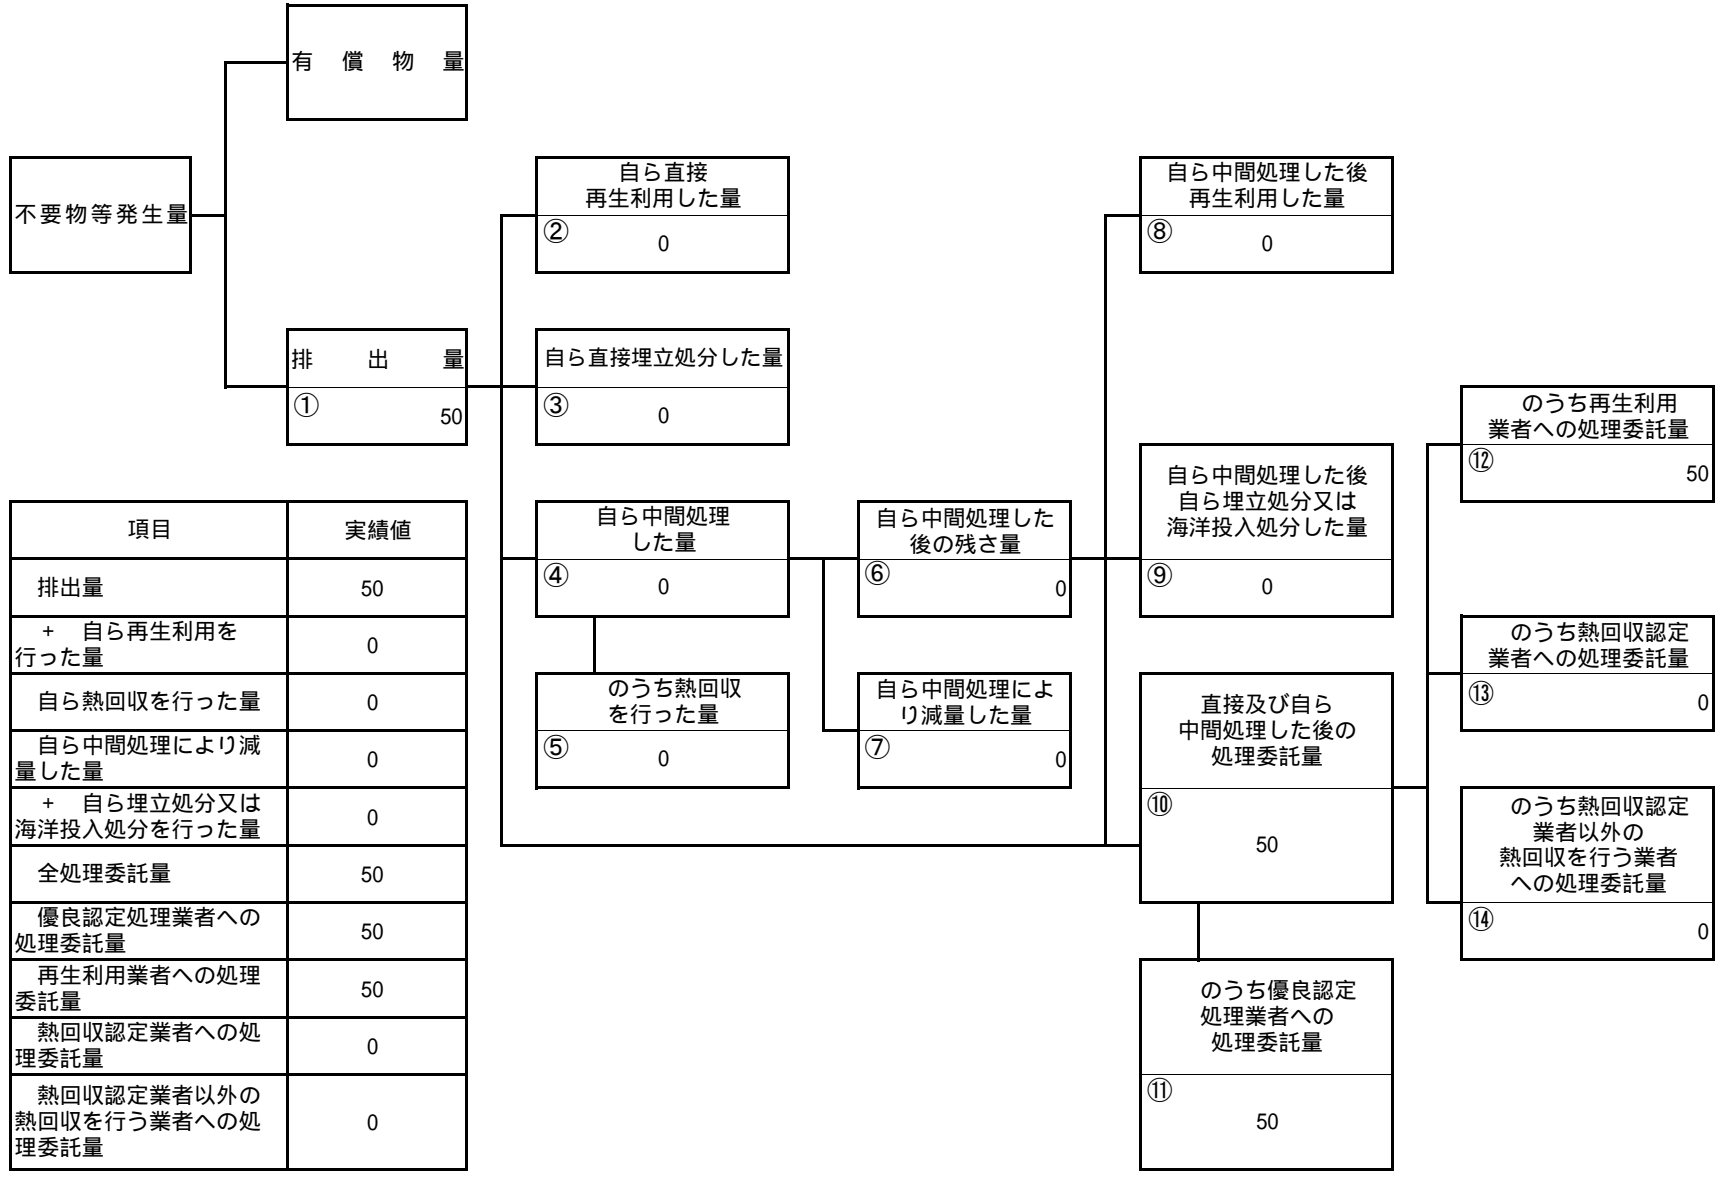 有償物量
不要物等発生量
排出量
①
50
自ら直接
再生利用した量
②
0
自ら直接埋立処分した量
③
0
自ら中間処理
した量
④
0
のうち熱回収
を行った量
⑤
0
自ら中間処理した
後の残さ量
⑥
0
自ら中間処理によ
り減量した量
⑦
0
自ら中間処理した後
再生利用した量
⑧
0
自ら中間処理した後
自ら埋立処分又は
海洋投入処分した量
⑨
0
直接及び自ら
中間処理した後の
処理委託量
⑩
50
のうち優良認定
処理業者への
処理委託量
⑪
50
のうち再生利用
業者への処理委託量
⑫
50
のうち熱回収認定
業者への処理委託量
⑬
0
のうち熱回収認定
業者以外の
熱回収を行う業者
への処理委託量
⑭
0
項目 実績値
排出量 50
+ 自ら再生利用を
行った量
0
自ら熱回収を行った量 0
自ら中間処理により減
量した量
0
+ 自ら埋立処分又は
海洋投入処分を行った量
0
全処理委託量 50
優良認定処理業者への
処理委託量
50
再生利用業者への処理
委託量
50
熱回収認定業者への処
理委託量
0
熱回収認定業者以外の
熱回収を行う業者への処
理委託量
0